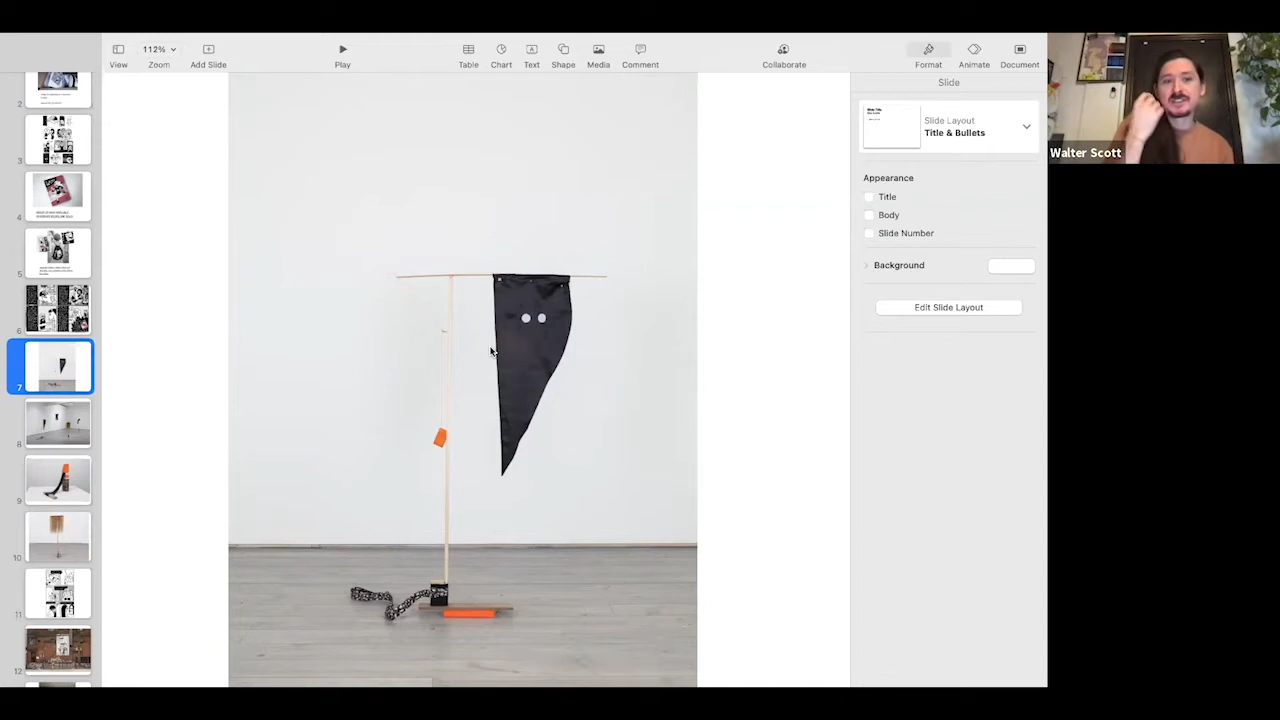 112%
View
Zoom
Add Slide
Play
Table
Chart
Text
Shape
Media
Comment
Collaborate
Format
Animate
Document
Slide
Slide Layout
Title & Bullets
Appearance
Title
Body
Slide Number
Background
Edit Slide Layout
2
3
4
5
6
7
8
9
10
11
12
Walter Scott